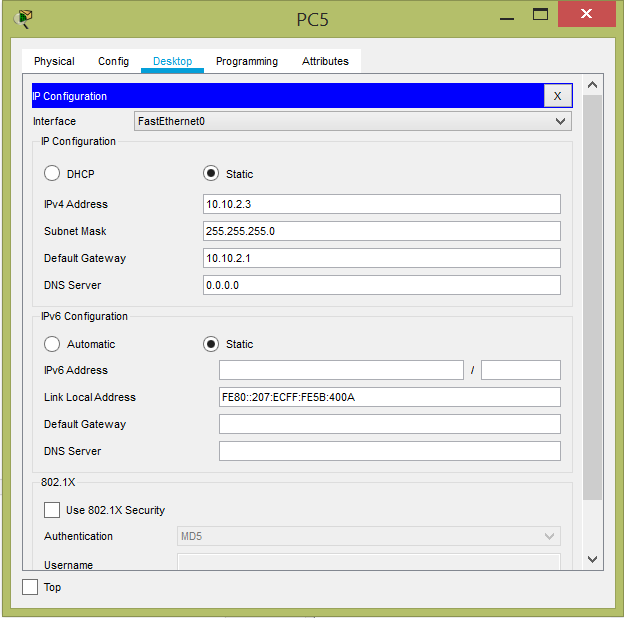 PC5
Physical Config Desktop Programming Attributes
IP Configuration X
Interface FastEthernet0
IP Configuration
DHCP Static
IPv4 Address 10.10.2.3
Subnet Mask 255.255.255.0
Default Gateway 10.10.2.1
DNS Server 0.0.0.0
IPv6 Configuration
Automatic Static
IPv6 Address /
Link Local Address FE80::207:ECFF:FE5B:400A
Default Gateway
DNS Server
802.1X
Use 802.1X Security
Authentication MD5
Username
Top